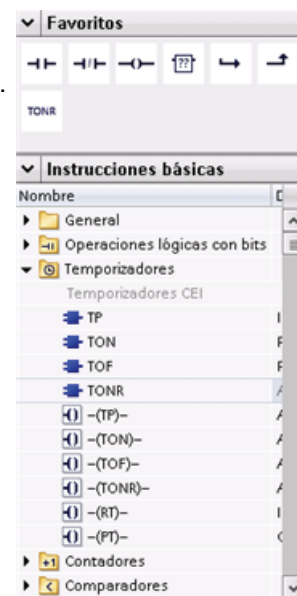 Favoritos
??
TONR
Instrucciones básicas
Nombre D
General
Operaciones lógicas con bits
Temporizadores
Temporizadores CEI
TP I
TON F
TOF F
TONR A
–(TP)– A
–(TON)– A
–(TOF)– A
–(TONR)– A
–(RT)– I
–(PT)– C
+1 Contadores
Comparadores